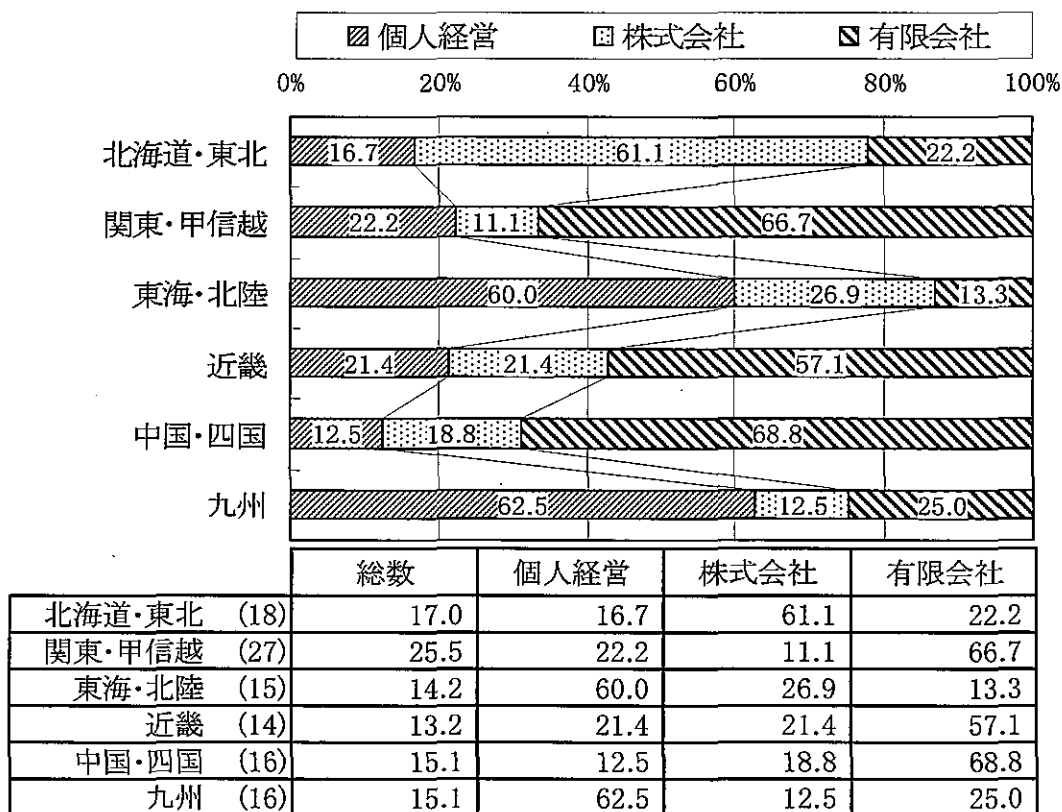 個人経営 株式会社 有限会社
0% 20% 40% 60% 80% 100%
北海道・東北 16.7 61.1 22.2
関東・甲信越 22.2 11.1 66.7
東海・北陸 60.0 26.9 13.3
近畿 21.4 21.4 57.1
中国・四国 12.5 18.8 68.8
九州 62.5 12.5 25.0
総数 個人経営 株式会社 有限会社
北海道・東北 (18) 17.0 16.7 61.1 22.2
関東・甲信越 (27) 25.5 22.2 11.1 66.7
東海・北陸 (15) 14.2 60.0 26.9 13.3
近畿 (14) 13.2 21.4 21.4 57.1
中国・四国 (16) 15.1 12.5 18.8 68.8
九州 (16) 15.1 62.5 12.5 25.0